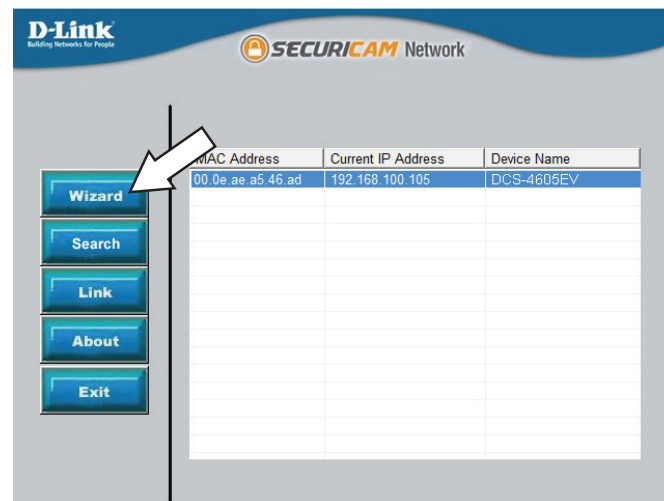 D-Link
Building Networks for People
SECURICAM Network
MAC Address Current IP Address Device Name
00.0e.ae.a5.46.ad 192.168.100.105 DCS-4605EV
Wizard
Search
Link
About
Exit